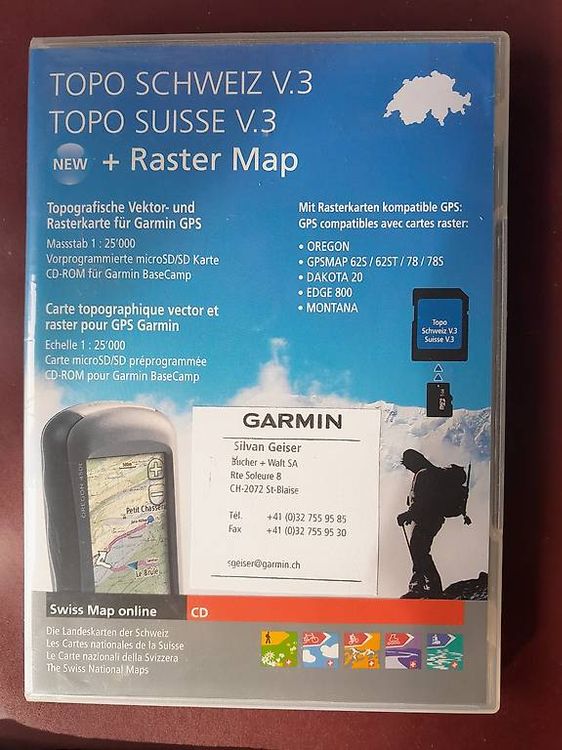 TOPO SCHWEIZ V.3
TOPO SUISSE V.3
NEW + Raster Map
Topografische Vektor- und
Rasterkarte für Garmin GPS
Massstab 1 : 25'000
Vorprogrammierte microSD/SD Karte
CD-ROM für Garmin BaseCamp
Carte topographique vector et
raster pour GPS Garmin
Echelle 1 : 25'000
Carte microSD/SD préprogrammée
CD-ROM pour Garmin BaseCamp
Mit Rasterkarten kompatible GPS:
GPS compatibles avec cartes raster:
• OREGON
• GPSMAP 62S / 62ST / 78 / 78S
• DAKOTA 20
• EDGE 800
• MONTANA
Topo
Schweiz V.3
Suisse V.3
GARMIN
Silvan Geiser
Bucher + Walt SA
Rte Soleure 8
CH-2072 St-Blaise
Tél. +41 (0)32 755 95 85
Fax +41 (0)32 755 95 30
sgeiser@garmin.ch
OREGON 450t
Petit Chasseral
Le Brulé
Swiss Map online CD
Die Landeskarten der Schweiz
Les Cartes nationales de la Suisse
Le Carte nazionali della Svizzera
The Swiss National Maps